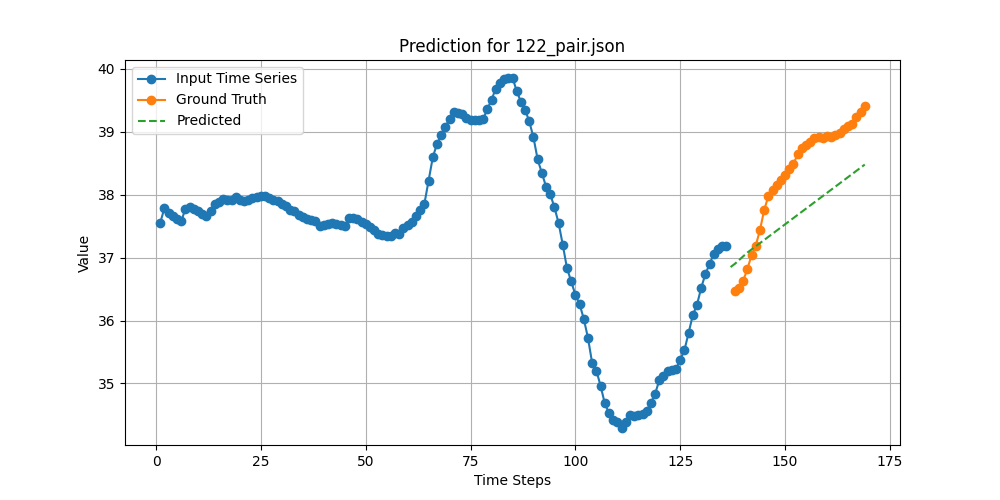 Prediction for 122_pair.json
Input Time Series
Ground Truth
Predicted
40
39
38
37
36
35
Value
0 25 50 75 100 125 150 175
Time Steps